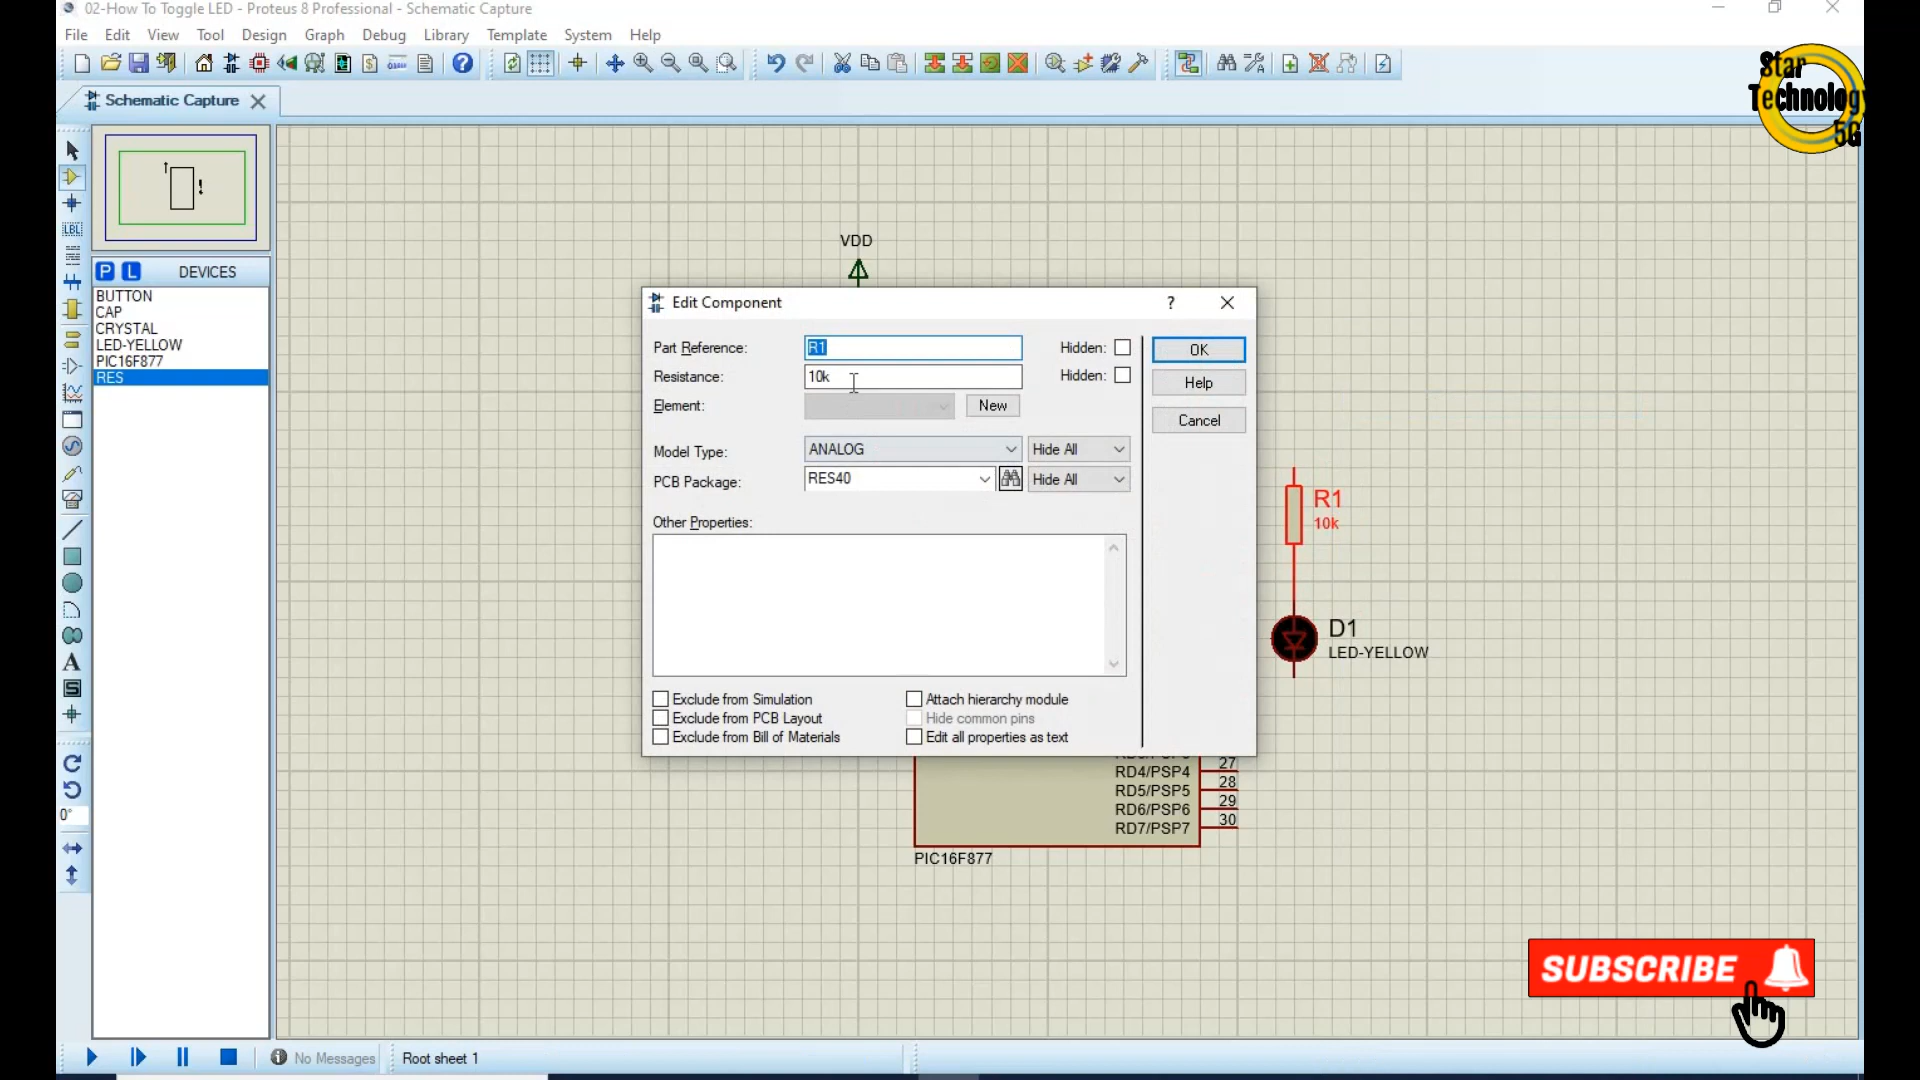 02-How To Toggle LED - Proteus 8 Professional - Schematic Capture
File Edit View Tool Design Graph Debug Library Template System Help
Star
Technology
5G
Schematic Capture
LBL
P L DEVICES
BUTTON
CAP
CRYSTAL
LED-YELLOW
PIC16F877
RES
VDD
Edit Component ?
Part Reference: R1 Hidden: OK
Resistance: 10k Hidden: Help
Element: New Cancel
Model Type: ANALOG Hide All
PCB Package: RES40 Hide All
Other Properties:
Exclude from Simulation Attach hierarchy module
Exclude from PCB Layout Hide common pins
Exclude from Bill of Materials Edit all properties as text
R1
10k
D1
LED-YELLOW
27
RD4/PSP4 28
RD5/PSP5 29
RD6/PSP6 30
RD7/PSP7
PIC16F877
A
S
0°
SUBSCRIBE
No Messages Root sheet 1